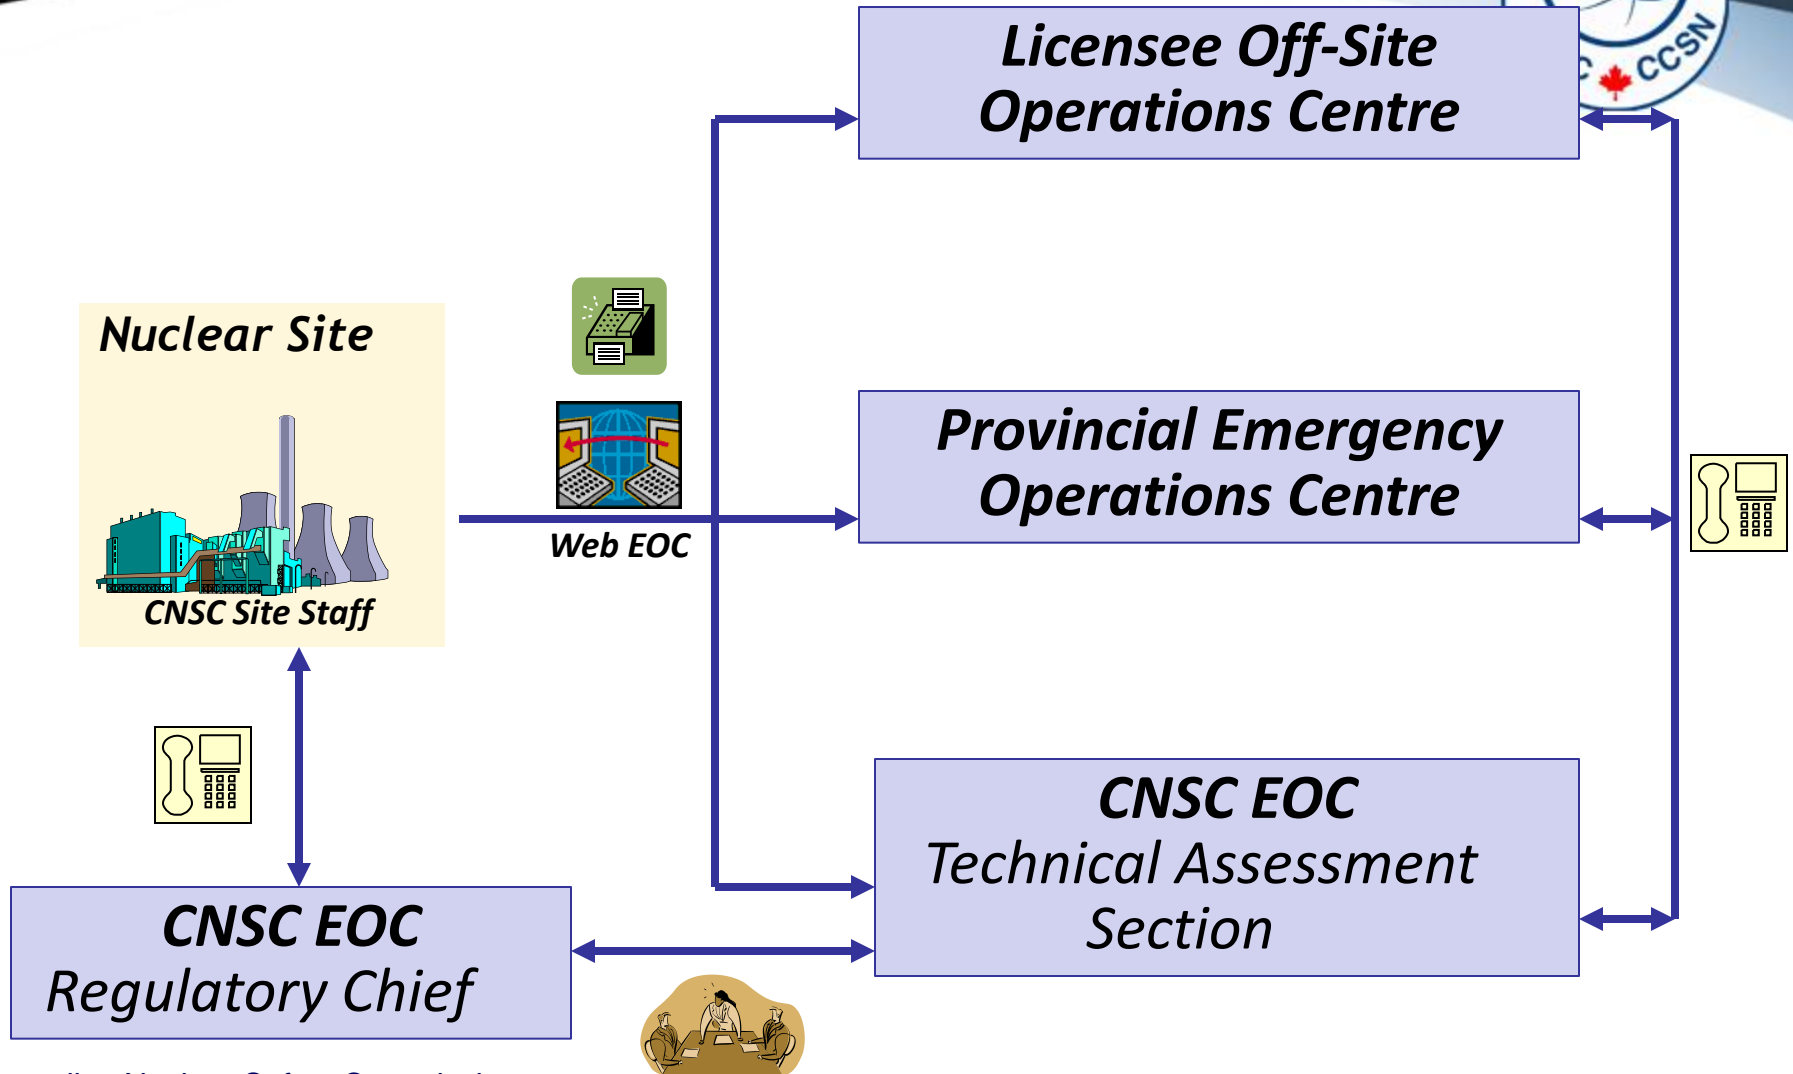 Licensee Off-Site
Operations Centre
CCSN
Nuclear Site
CNSC Site Staff
Web EOC
Provincial Emergency
Operations Centre
CNSC EOC
Technical Assessment
Section
CNSC EOC
Regulatory Chief